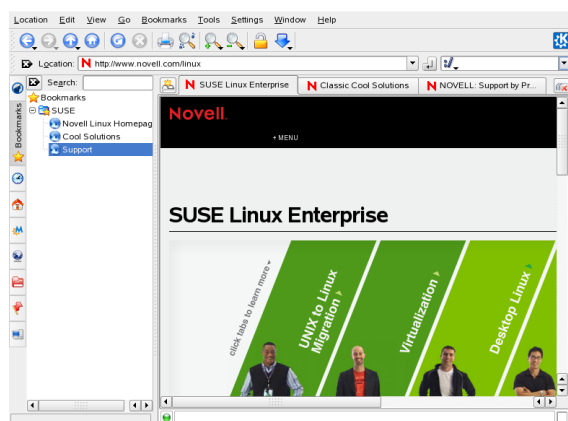 Location Edit View Go Bookmarks Tools Settings Window Help
Location: http://www.novell.com/linux
Search:
SUSE Linux Enterprise
Classic Cool Solutions
NOVELL: Support by Pr...
Bookmarks
Bookmarks
SUSE
Novell Linux Homepag
Cool Solutions
Support
Novell.
+ MENU
SUSE Linux Enterprise
click tabs to learn more
UNIX to Linux
Migration
Virtualization
Desktop Linux